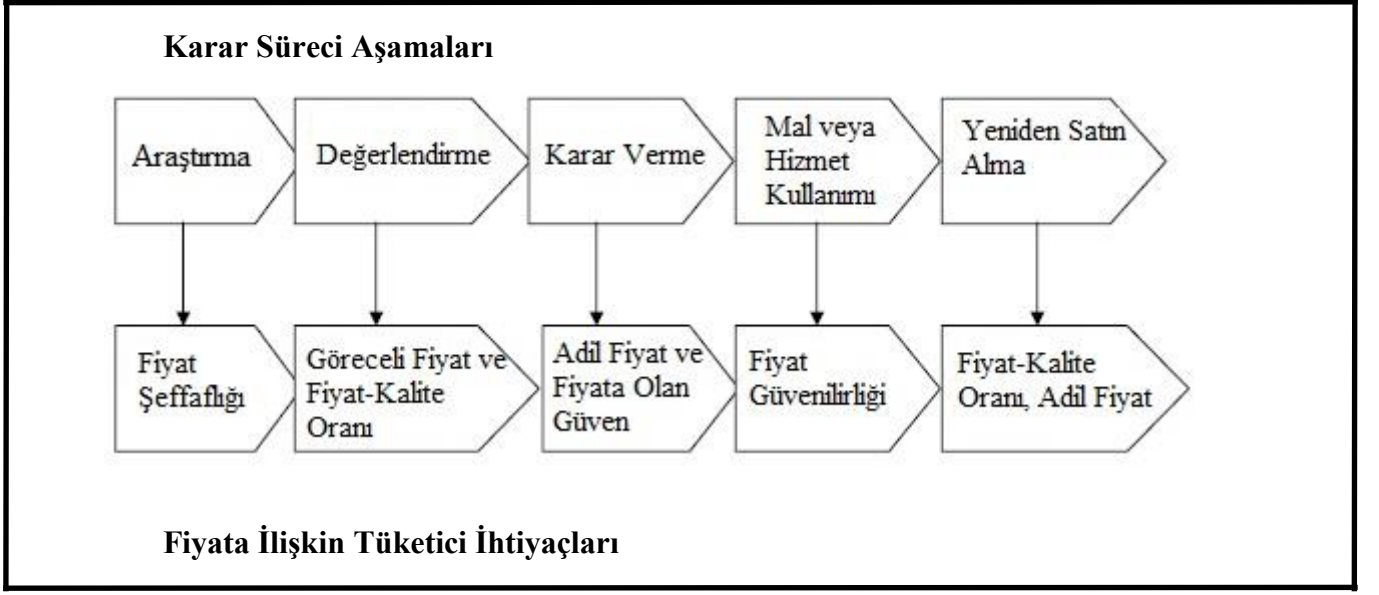 Karar Süreci Aşamaları
Araştırma
Değerlendirme
Karar Verme
Mal veya
Hizmet
Kullanımı
Yeniden Satın
Alma
Fiyat
Şeffaflığı
Göreceli Fiyat ve
Fiyat-Kalite
Oranı
Adil Fiyat ve
Fiyata Olan
Güven
Fiyat
Güvenilirliği
Fiyat-Kalite
Oranı, Adil Fiyat
Fiyata İlişkin Tüketici İhtiyaçları